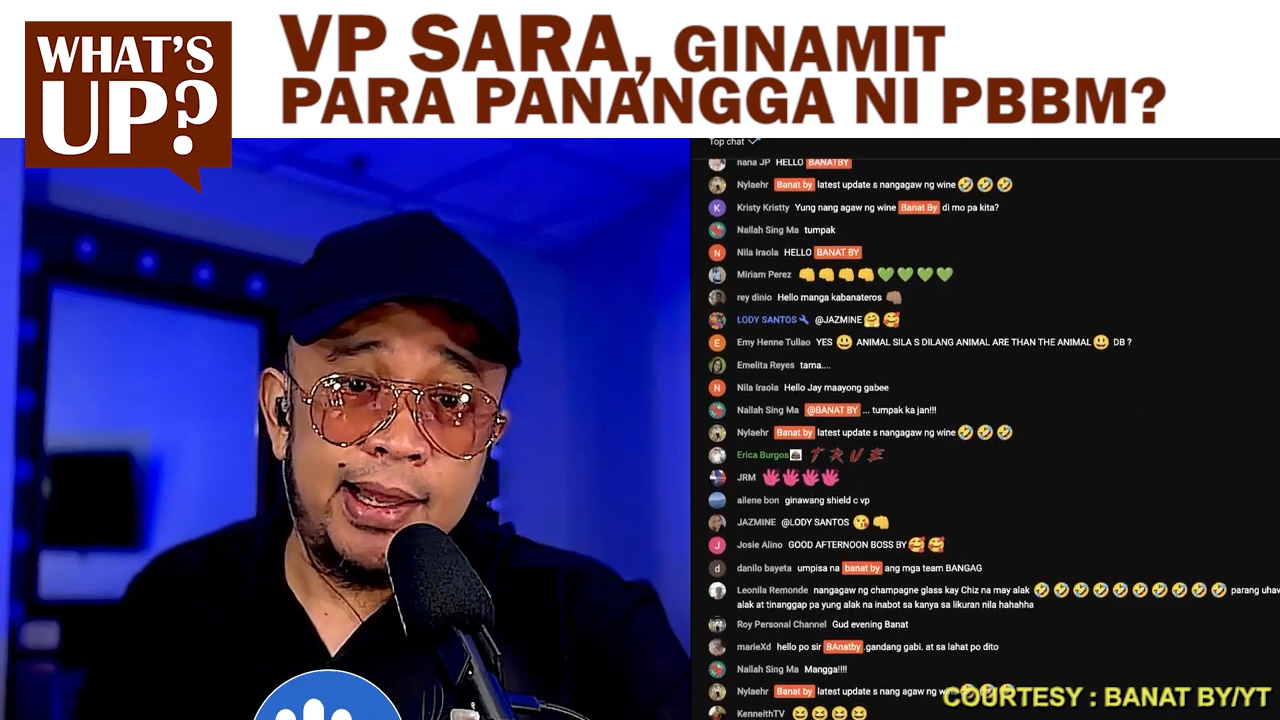 WHAT'S
UP?
VP SARA, GINAMIT
PARA PANANGGA NI PBBM?
Top chat
nana JP HELLO BANATBY
Nylaehr Banat by latest update s nangagaw ng wine
K Kristy Kristty Yung nang agaw ng wine Banat By di mo pa kita?
Nallah Sing Ma tumpak
N Nila Iraola HELLO BANAT BY
Miriam Perez
rey dinio Hello manga kabanateros
LODY SANTOS @JAZMINE
E Emy Henne Tullao YES ANIMAL SILA S DILANG ANIMAL ARE THAN THE ANIMAL DB ?
Emelita Reyes tama....
N Nila Iraola Hello Jay maayong gabee
Nallah Sing Ma @BANAT BY ... tumpak ka jan!!!
Nylaehr Banat by latest update s nangagaw ng wine
Erica Burgos TRUE
JRM
ailene bon ginawang shield c vp
JAZMINE @LODY SANTOS
J Josie Alino GOOD AFTERNOON BOSS BY
d danilo bayeta umpisa na banat by ang mga team BANGAG
Leonila Remonde nangagaw ng champagne glass kay Chiz na may alak parang uhaw
alak at tinanggap pa yung alak na inabot sa kanya sa likuran nila hahahha
Roy Personal Channel Gud evening Banat
marieXd hello po sir BAnatby .gandang gabi. at sa lahat po dito
Nallah Sing Ma Mangga!!!!
Nylaehr Banat by latest update s nang agaw ng wine
KenneithTV
COURTESY : BANAT BY/YT